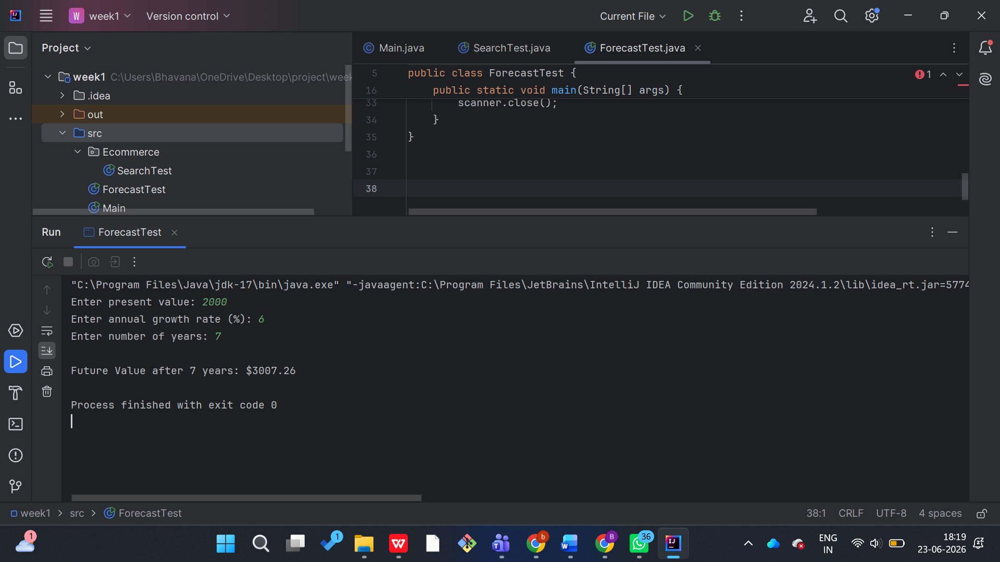 W week1 Version control Current File
Project
Main.java SearchTest.java ForecastTest.java
week1 C:\Users\Bhavana\OneDrive\Desktop\project\week
.idea
out
src
Ecommerce
SearchTest
ForecastTest
Main
5 public class ForecastTest {
1
16 public static void main(String[] args) {
33 scanner.close();
34 }
35 }
36
37
38
Run ForecastTest
"C:\Program Files\Java\jdk-17\bin\java.exe" "-javaagent:C:\Program Files\JetBrains\IntelliJ IDEA Community Edition 2024.1.2\lib\idea_rt.jar=5774
Enter present value: 2000
Enter annual growth rate (%): 6
Enter number of years: 7
Future Value after 7 years: $3007.26
Process finished with exit code 0
week1 > src > ForecastTest 38:1 CRLF UTF-8 4 spaces
1 1 W T b W B 36 IJ ENG 18:19
IN 23-06-2026